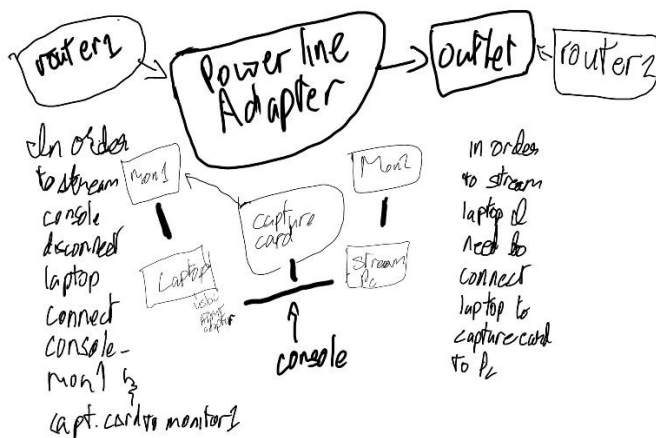 router1
Power line
Adapter
outlet
router2
In order
to stream
console
disconnect
laptop
connect
console-
mon1
capt. card to monitor1
mon1
Laptop
adapter
capture
card
Mon2
stream
Pc
console
in order
to stream
laptop I
need to
connect
laptop to
capture card
to Pc